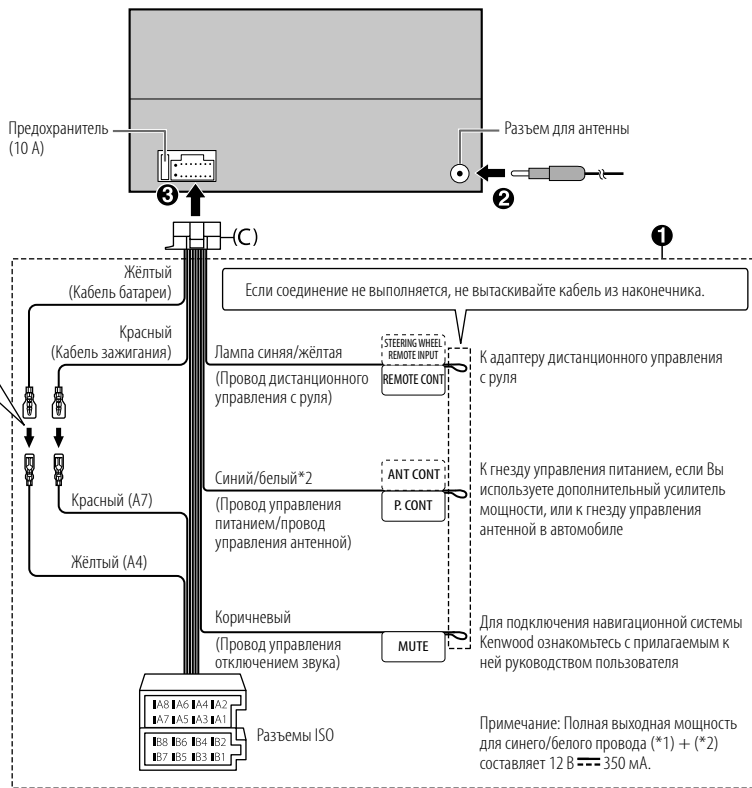 Предохранитель
(10 А)
Разъем для антенны
❸
❷
(C)
❶
Жёлтый
(Кабель батареи)
Если соединение не выполняется, не вытаскивайте кабель из наконечника.
Красный
(Кабель зажигания)
Лампа синяя/жёлтая
(Провод дистанционного
управления с руля)
STEERING WHEEL
REMOTE INPUT
REMOTE CONT
К адаптеру дистанционного управления
с руля
Синий/белый*2
(Провод управления
питанием/провод
управления антенной)
ANT CONT
P. CONT
К гнезду управления питанием, если Вы
используете дополнительный усилитель
мощности, или к гнезду управления
антенной в автомобиле
Красный (A7)
Жёлтый (A4)
Коричневый
(Провод управления
отключением звука)
MUTE
Для подключения навигационной системы
Kenwood ознакомьтесь с прилагаемым к
ней руководством пользователя
A8 A6 A4 A2
A7 A5 A3 A1
B8 B6 B4 B2
B7 B5 B3 B1
Разъемы ISO
Примечание: Полная выходная мощность
для синего/белого провода (*1) + (*2)
составляет 12 В ⎓ 350 мА.